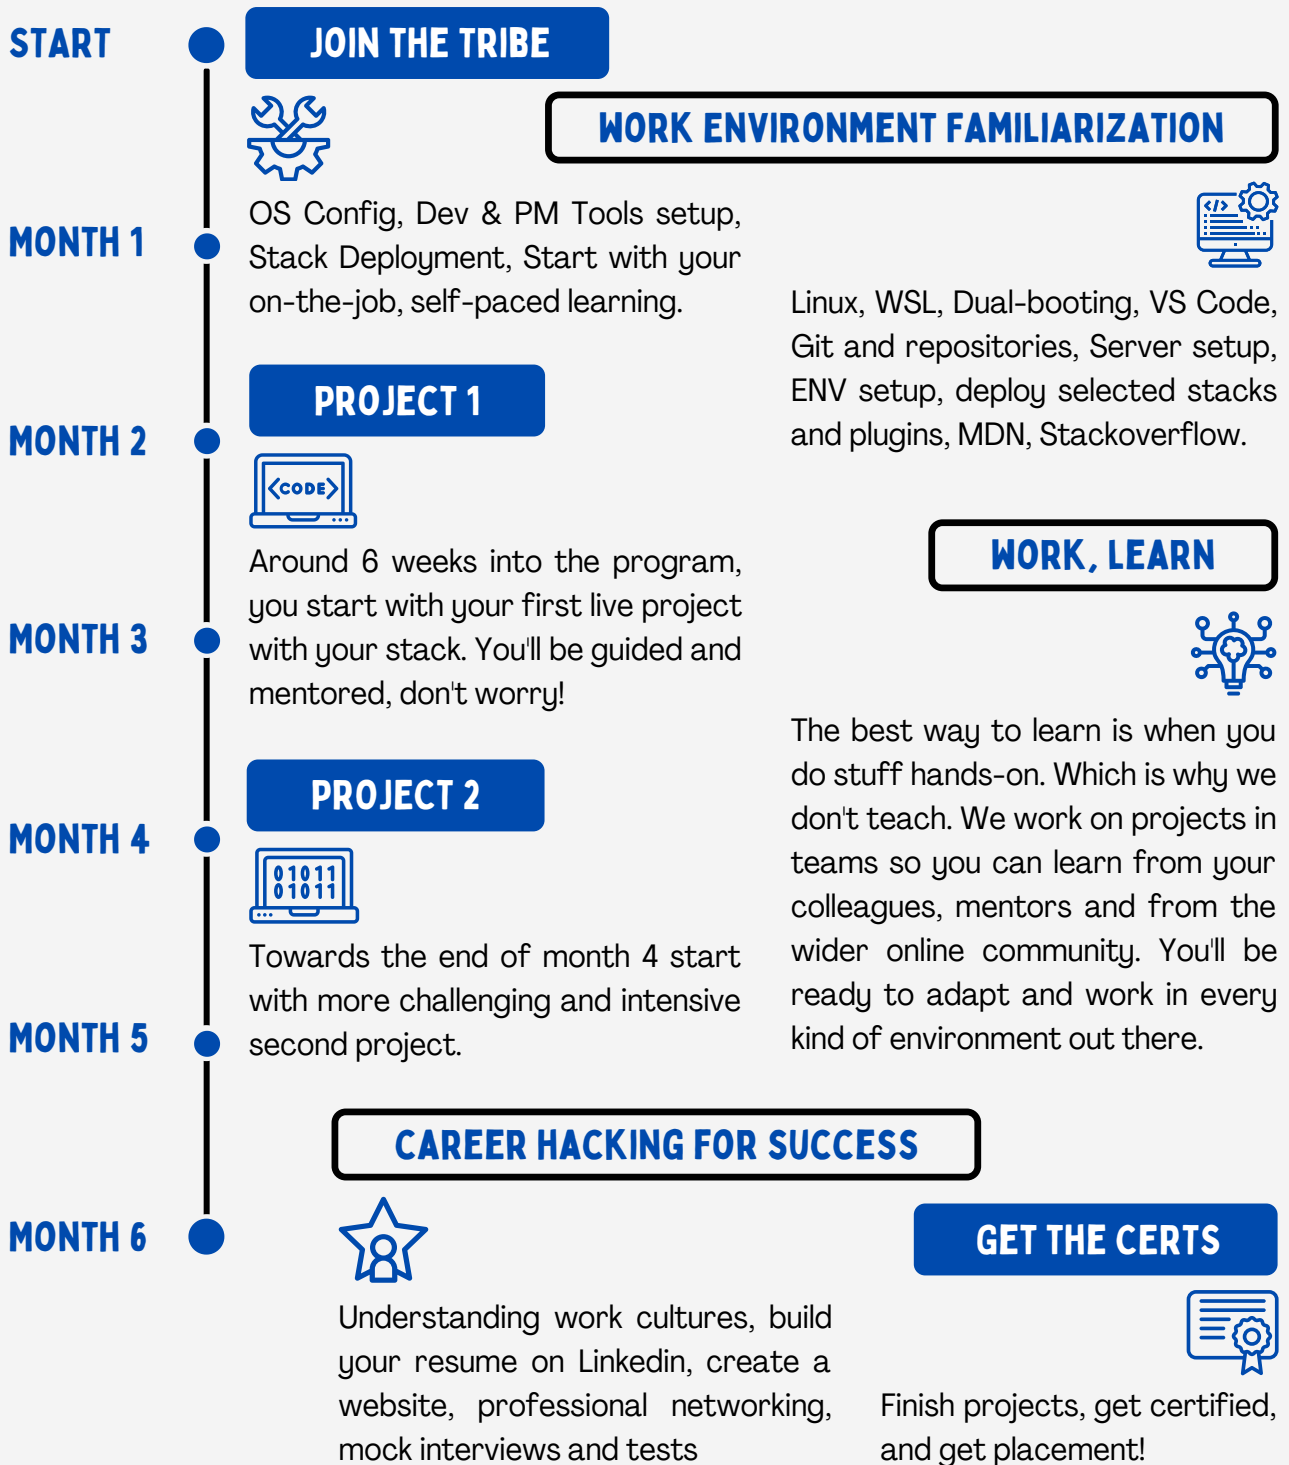 START
JOIN THE TRIBE
WORK ENVIRONMENT FAMILIARIZATION
MONTH 1
OS Config, Dev & PM Tools setup,
Stack Deployment, Start with your
on-the-job, self-paced learning.
</>
Linux, WSL, Dual-booting, VS Code,
Git and repositories, Server setup,
ENV setup, deploy selected stacks
and plugins, MDN, Stackoverflow.
PROJECT 1
MONTH 2
<CODE>
Around 6 weeks into the program,
you start with your first live project
with your stack. You'll be guided and
mentored, don't worry!
WORK, LEARN
MONTH 3
The best way to learn is when you
do stuff hands-on. Which is why we
don't teach. We work on projects in
teams so you can learn from your
colleagues, mentors and from the
wider online community. You'll be
ready to adapt and work in every
kind of environment out there.
PROJECT 2
MONTH 4
01011
01011
Towards the end of month 4 start
with more challenging and intensive
second project.
MONTH 5
CAREER HACKING FOR SUCCESS
MONTH 6
Understanding work cultures, build
your resume on Linkedin, create a
website, professional networking,
mock interviews and tests
GET THE CERTS
Finish projects, get certified,
and get placement!